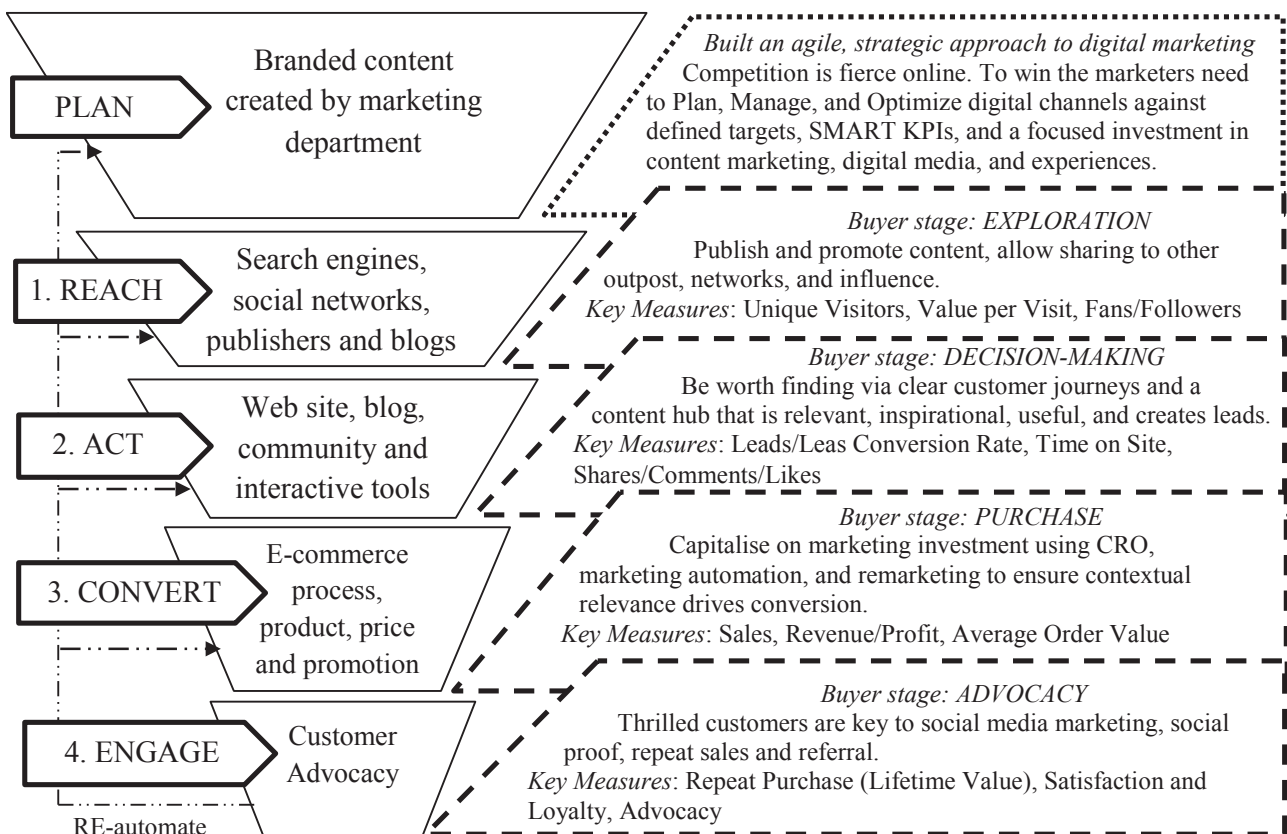 PLAN
Branded content
created by marketing
department
Built an agile, strategic approach to digital marketing
Competition is fierce online. To win the marketers need
to Plan, Manage, and Optimize digital channels against
defined targets, SMART KPIs, and a focused investment in
content marketing, digital media, and experiences.
1. REACH
Search engines,
social networks,
publishers and blogs
Buyer stage: EXPLORATION
Publish and promote content, allow sharing to other
outpost, networks, and influence.
Key Measures: Unique Visitors, Value per Visit, Fans/Followers
2. ACT
Web site, blog,
community and
interactive tools
Buyer stage: DECISION-MAKING
Be worth finding via clear customer journeys and a
content hub that is relevant, inspirational, useful, and creates leads.
Key Measures: Leads/Leas Conversion Rate, Time on Site,
Shares/Comments/Likes
3. CONVERT
E-commerce
process,
product, price
and promotion
Buyer stage: PURCHASE
Capitalise on marketing investment using CRO,
marketing automation, and remarketing to ensure contextual
relevance drives conversion.
Key Measures: Sales, Revenue/Profit, Average Order Value
4. ENGAGE
Customer
Advocacy
Buyer stage: ADVOCACY
Thrilled customers are key to social media marketing, social
proof, repeat sales and referral.
Key Measures: Repeat Purchase (Lifetime Value), Satisfaction and
Loyalty, Advocacy
RE-automate